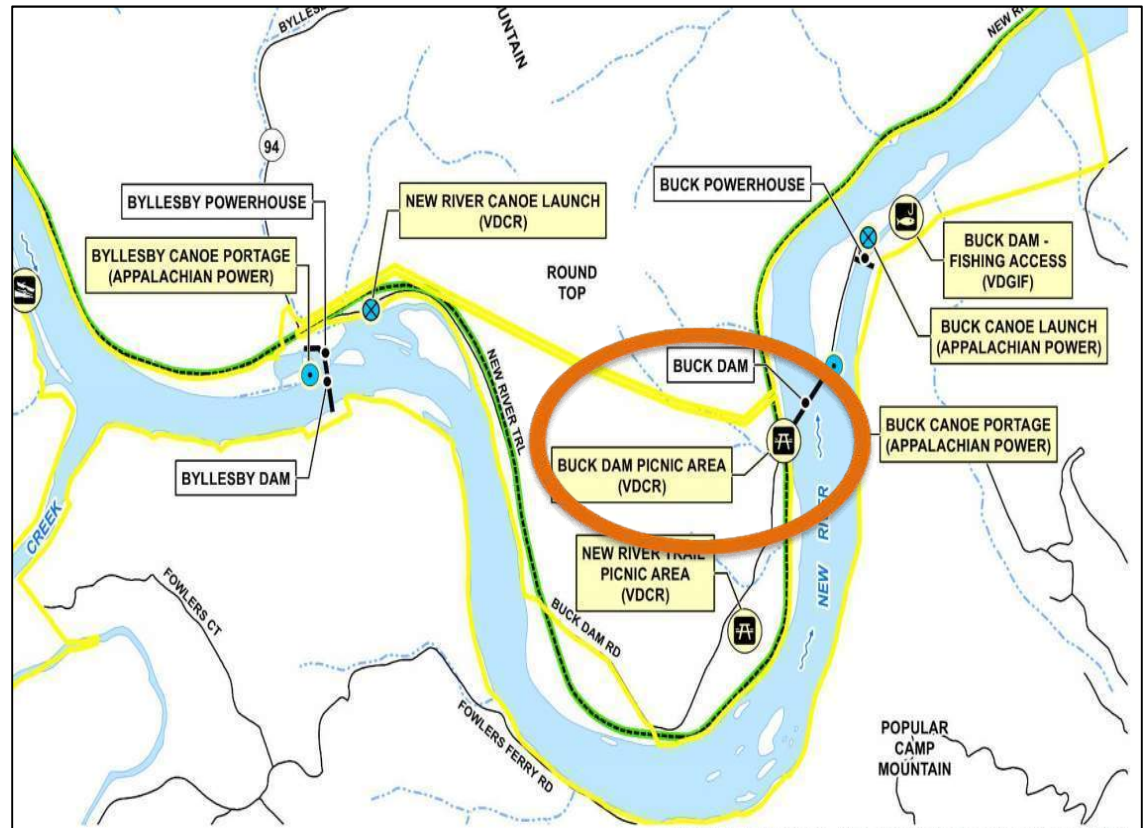 BYLLESB
UNTAIN
NEW RIV
94
BYLLESBY POWERHOUSE
NEW RIVER CANOE LAUNCH
(VDCR)
BUCK POWERHOUSE
BYLLESBY CANOE PORTAGE
(APPALACHIAN POWER)
ROUND
TOP
BUCK DAM -
FISHING ACCESS
(VDGIF)
BUCK CANOE LAUNCH
(APPALACHIAN POWER)
NEW RIVER TRL
BUCK DAM
BUCK CANOE PORTAGE
(APPALACHIAN POWER)
BYLLESBY DAM
BUCK DAM PICNIC AREA
(VDCR)
CREEK
NEW RIVER
NEW RIVER TRAIL
PICNIC AREA
(VDCR)
FOWLERS CT
BUCK DAM RD
FOWLERS FERRY RD
POPULAR
CAMP
MOUNTAIN